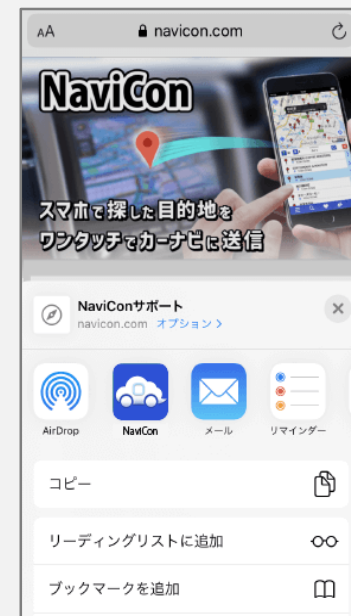 AA
navicon.com
NaviCon
スマホで探した目的地を
ワンタッチでカーナビに送信
NaviConサポート
navicon.com オプション >
AirDrop
NaviCon
メール
リマインダー
コピー
リーディングリストに追加
ブックマークを追加